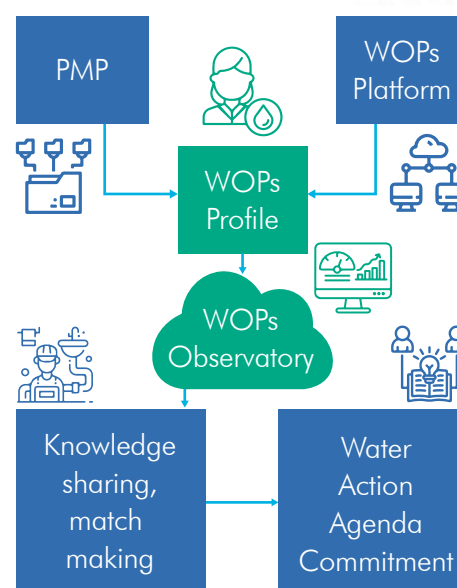 PMP
WOPs
Platform
WOPs
Profile
WOPs
Observatory
Knowledge
sharing,
match
making
Water
Action
Agenda
Commitment